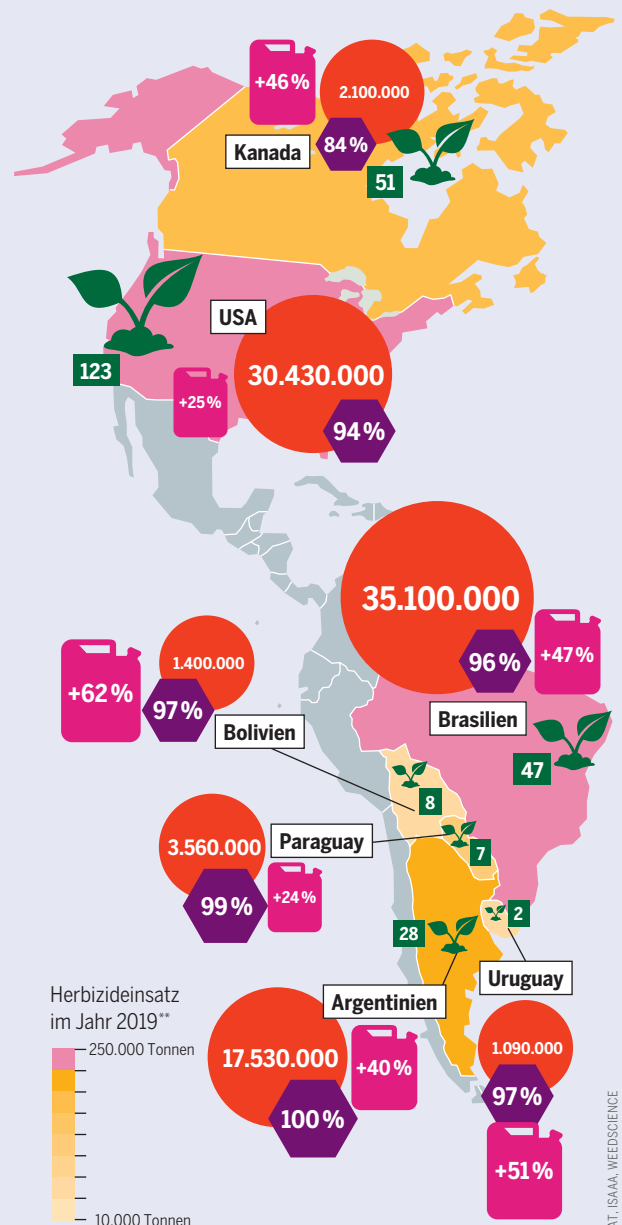 +46 %
2.100.000
Kanada
84 %
51
USA
123
30.430.000
+25 %
94 %
35.100.000
96 %
+47 %
Brasilien
47
1.400.000
+62 %
97 %
Bolivien
8
3.560.000
Paraguay
7
99 %
+24 %
2
28
Uruguay
Argentinien
Herbizideinsatz
im Jahr 2019**
250.000 Tonnen
10.000 Tonnen
17.530.000
+40 %
100 %
1.090.000
97 %
+51 %
AT, ISAAA, WEEDSCIENCE